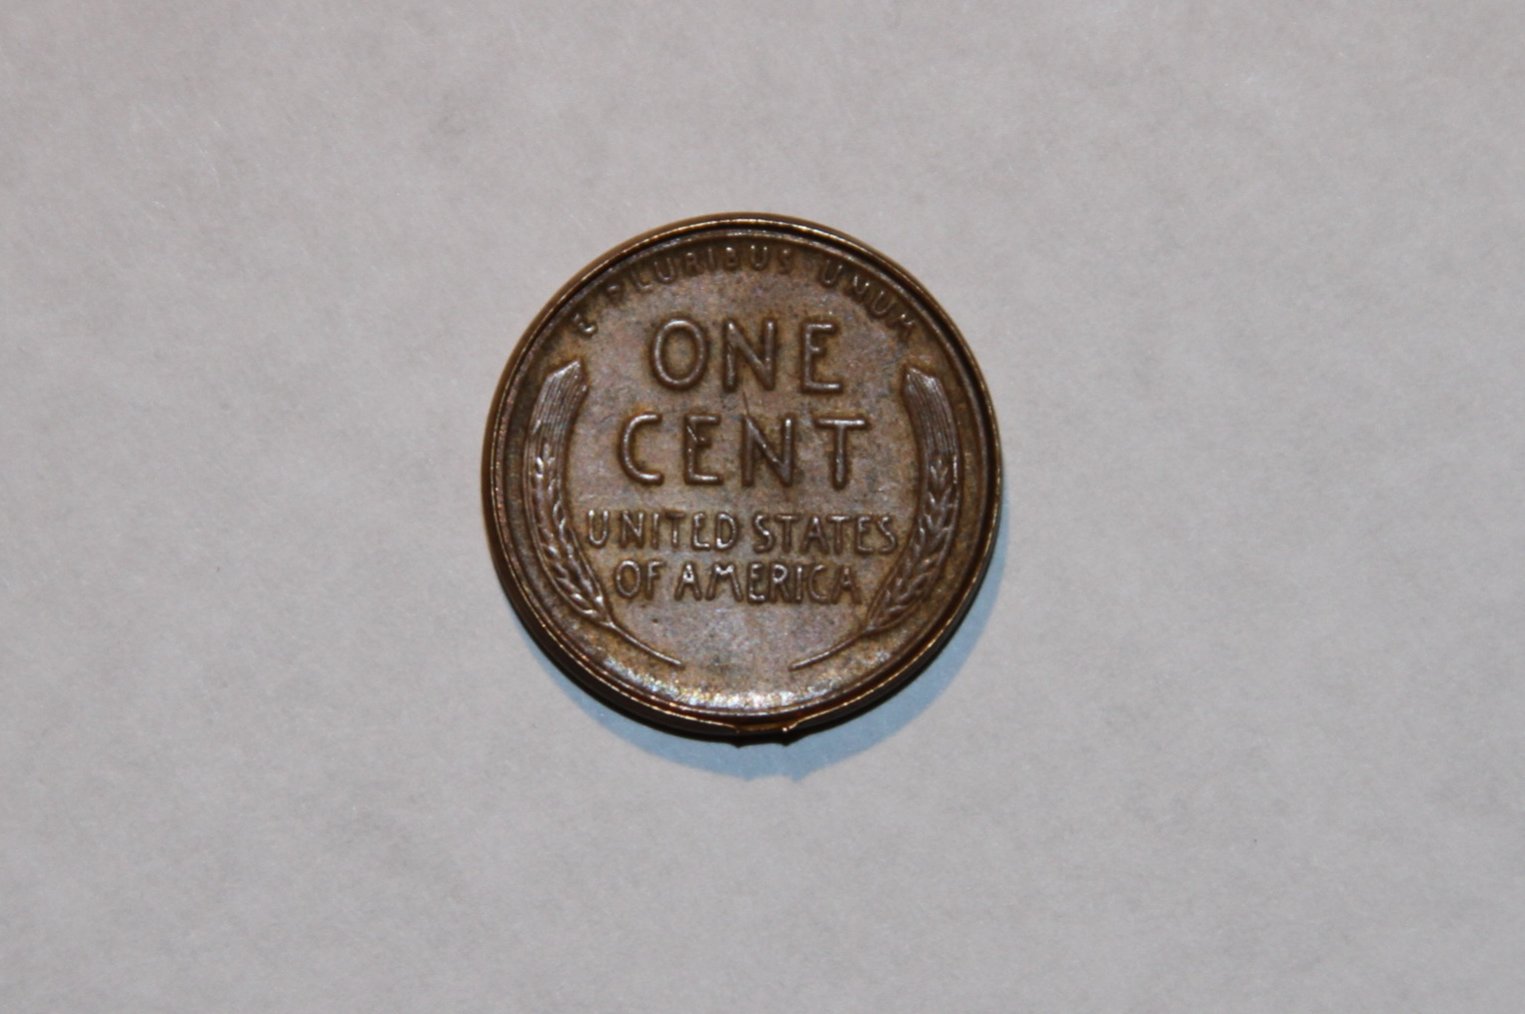 E PLURIBUS UNUM
ONE
CENT
UNITED STATES
OF AMERICA